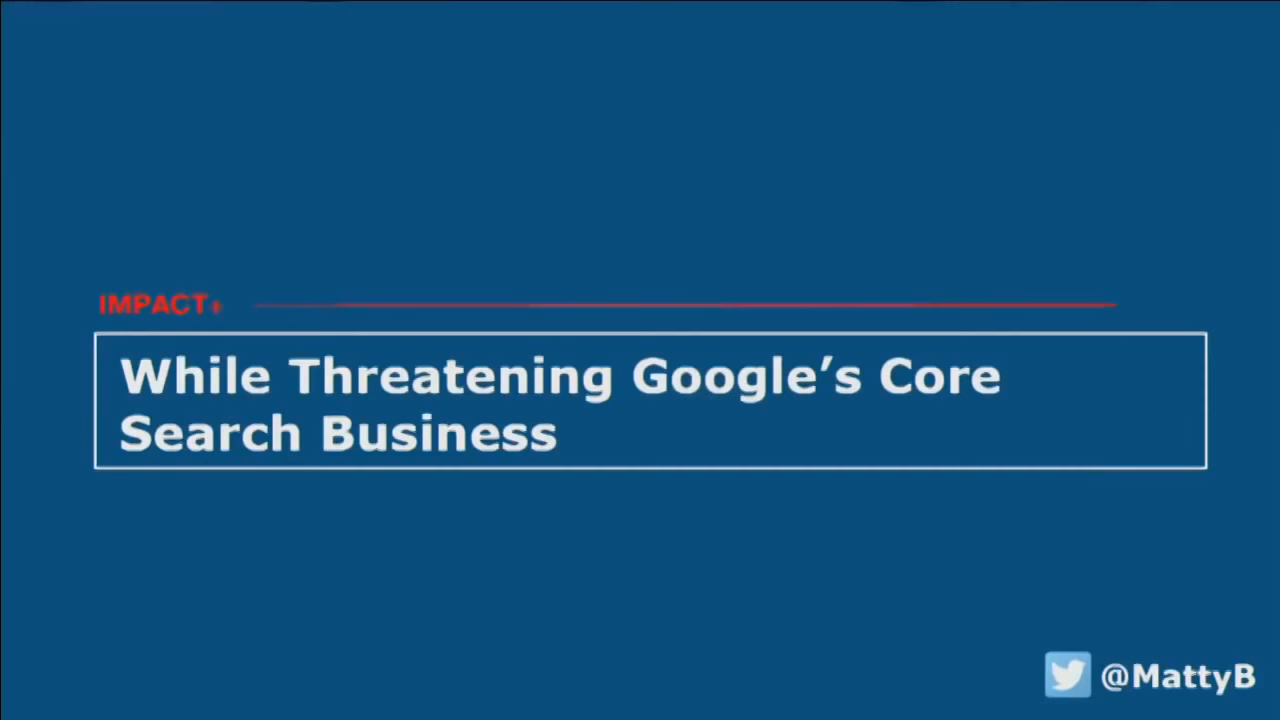 IMPACT+
While Threatening Google’s Core
Search Business
@MattyB